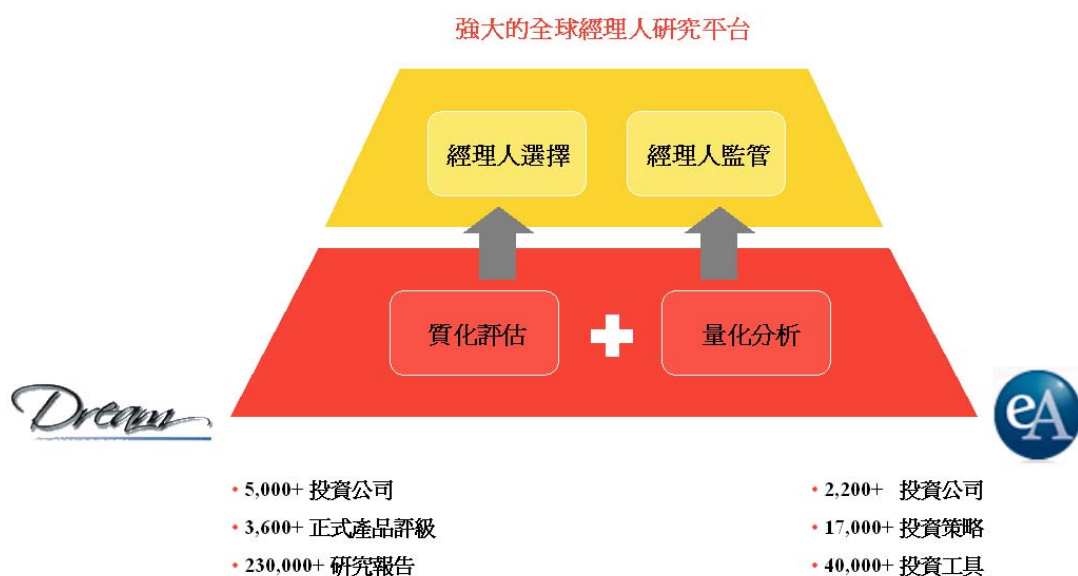 強大的全球經理人研究平台
經理人選擇
經理人監管
質化評估
量化分析
Dream
eA
• 5,000+ 投資公司
• 3,600+ 正式產品評級
• 230,000+ 研究報告
• 2,200+ 投資公司
• 17,000+ 投資策略
• 40,000+ 投資工具